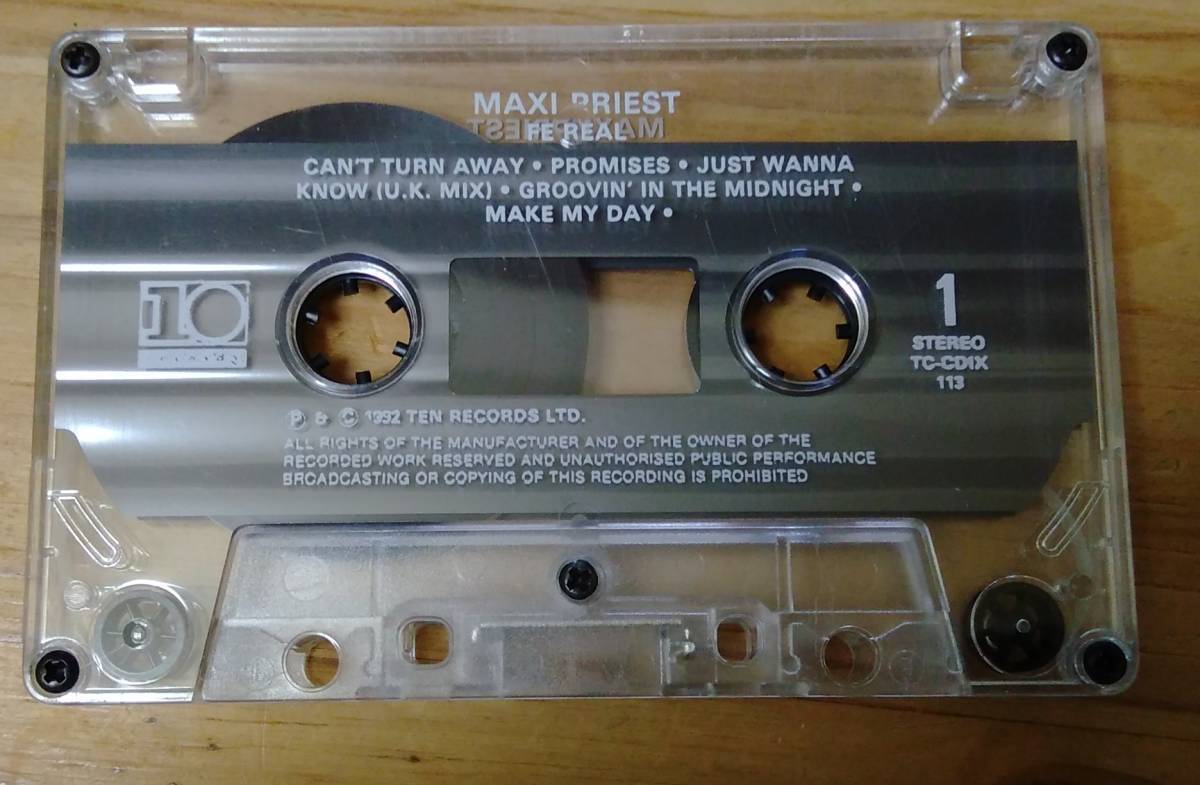 MAXI PRIEST
FE REAL
CAN'T TURN AWAY • PROMISES • JUST WANNA
KNOW (U.K. MIX) • GROOVIN' IN THE MIDNIGHT •
MAKE MY DAY •
10
1
STEREO
TC-CDIX
113
Ⓟ & © 1992 TEN RECORDS LTD.
ALL RIGHTS OF THE MANUFACTURER AND OF THE OWNER OF THE
RECORDED WORK RESERVED AND UNAUTHORISED PUBLIC PERFORMANCE
BROADCASTING OR COPYING OF THIS RECORDING IS PROHIBITED